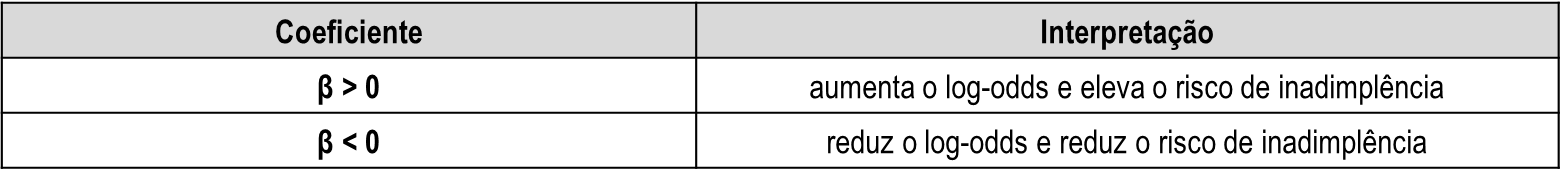 Coeficiente Interpretação
β > 0 aumenta o log-odds e eleva o risco de inadimplência
β < 0 reduz o log-odds e reduz o risco de inadimplência